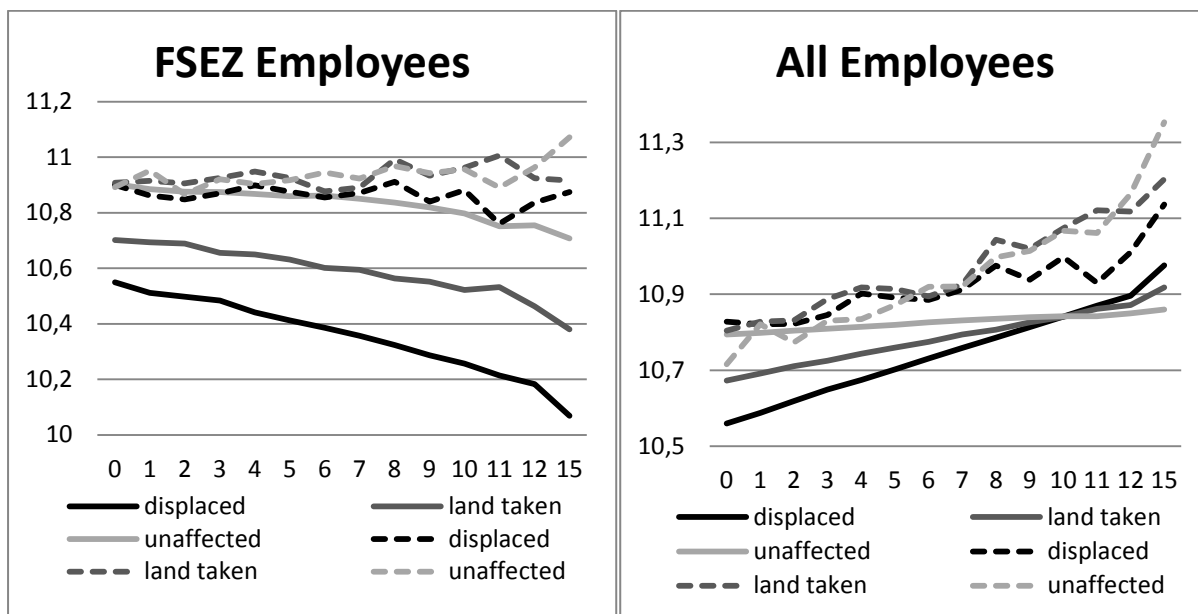 FSEZ Employees
11,2
11
10,8
10,6
10,4
10,2
10
0 1 2 3 4 5 6 7 8 9 10 11 12 15
displaced land taken
unaffected displaced
land taken unaffected
All Employees
11,3
11,1
10,9
10,7
10,5
0 1 2 3 4 5 6 7 8 9 10 11 12 15
displaced land taken
unaffected displaced
land taken unaffected